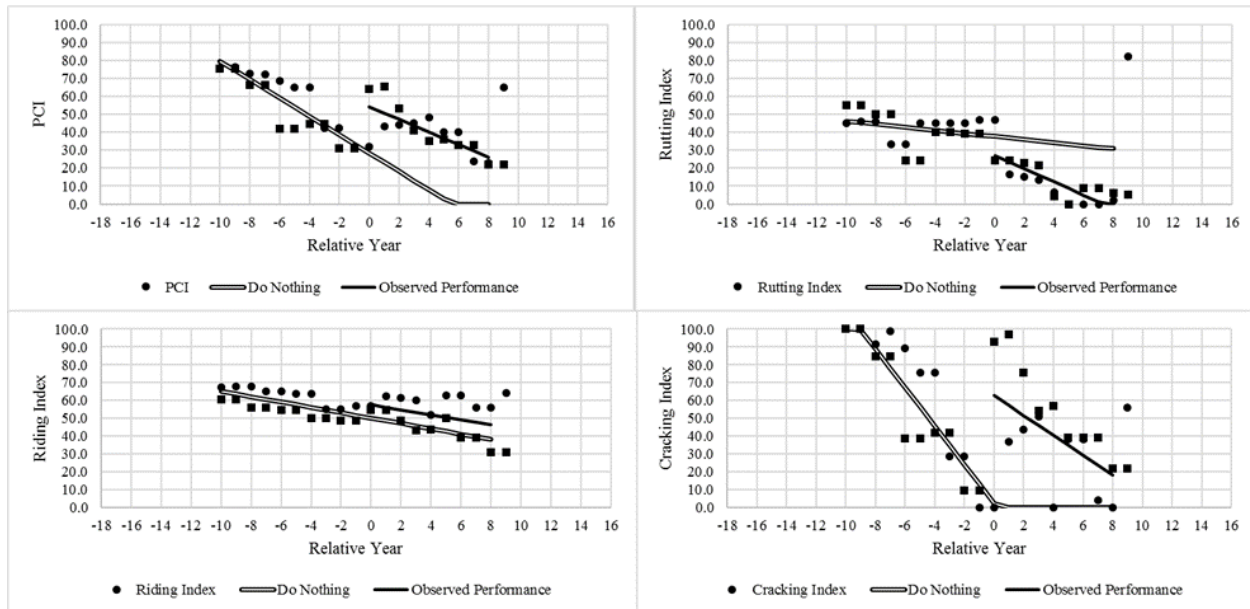 100.0
90.0
80.0
70.0
60.0
50.0
40.0
30.0
20.0
10.0
0.0
PCI
-18 -16 -14 -12 -10 -8 -6 -4 -2 0 2 4 6 8 10 12 14 16
Relative Year
PCI Do Nothing Observed Performance
100.0
90.0
80.0
70.0
60.0
50.0
40.0
30.0
20.0
10.0
0.0
Rutting Index
-18 -16 -14 -12 -10 -8 -6 -4 -2 0 2 4 6 8 10 12 14 16
Relative Year
Rutting Index Do Nothing Observed Performance
100.0
90.0
80.0
70.0
60.0
50.0
40.0
30.0
20.0
10.0
0.0
Riding Index
-18 -16 -14 -12 -10 -8 -6 -4 -2 0 2 4 6 8 10 12 14 16
Relative Year
Riding Index Do Nothing Observed Performance
100.0
90.0
80.0
70.0
60.0
50.0
40.0
30.0
20.0
10.0
0.0
Cracking Index
-18 -16 -14 -12 -10 -8 -6 -4 -2 0 2 4 6 8 10 12 14 16
Relative Year
Cracking Index Do Nothing Observed Performance